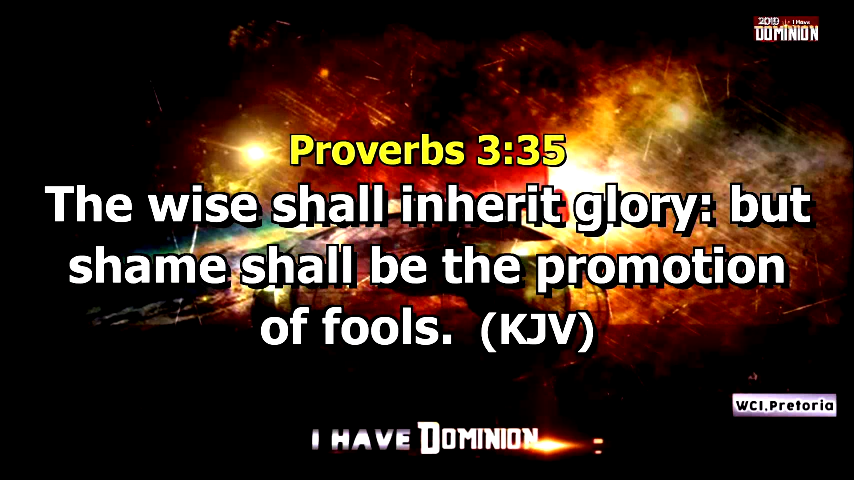 2019 I Have
DOMINION
Proverbs 3:35
The wise shall inherit glory: but
shame shall be the promotion
of fools. (KJV)
WCI.Pretoria
I HAVE DOMINION